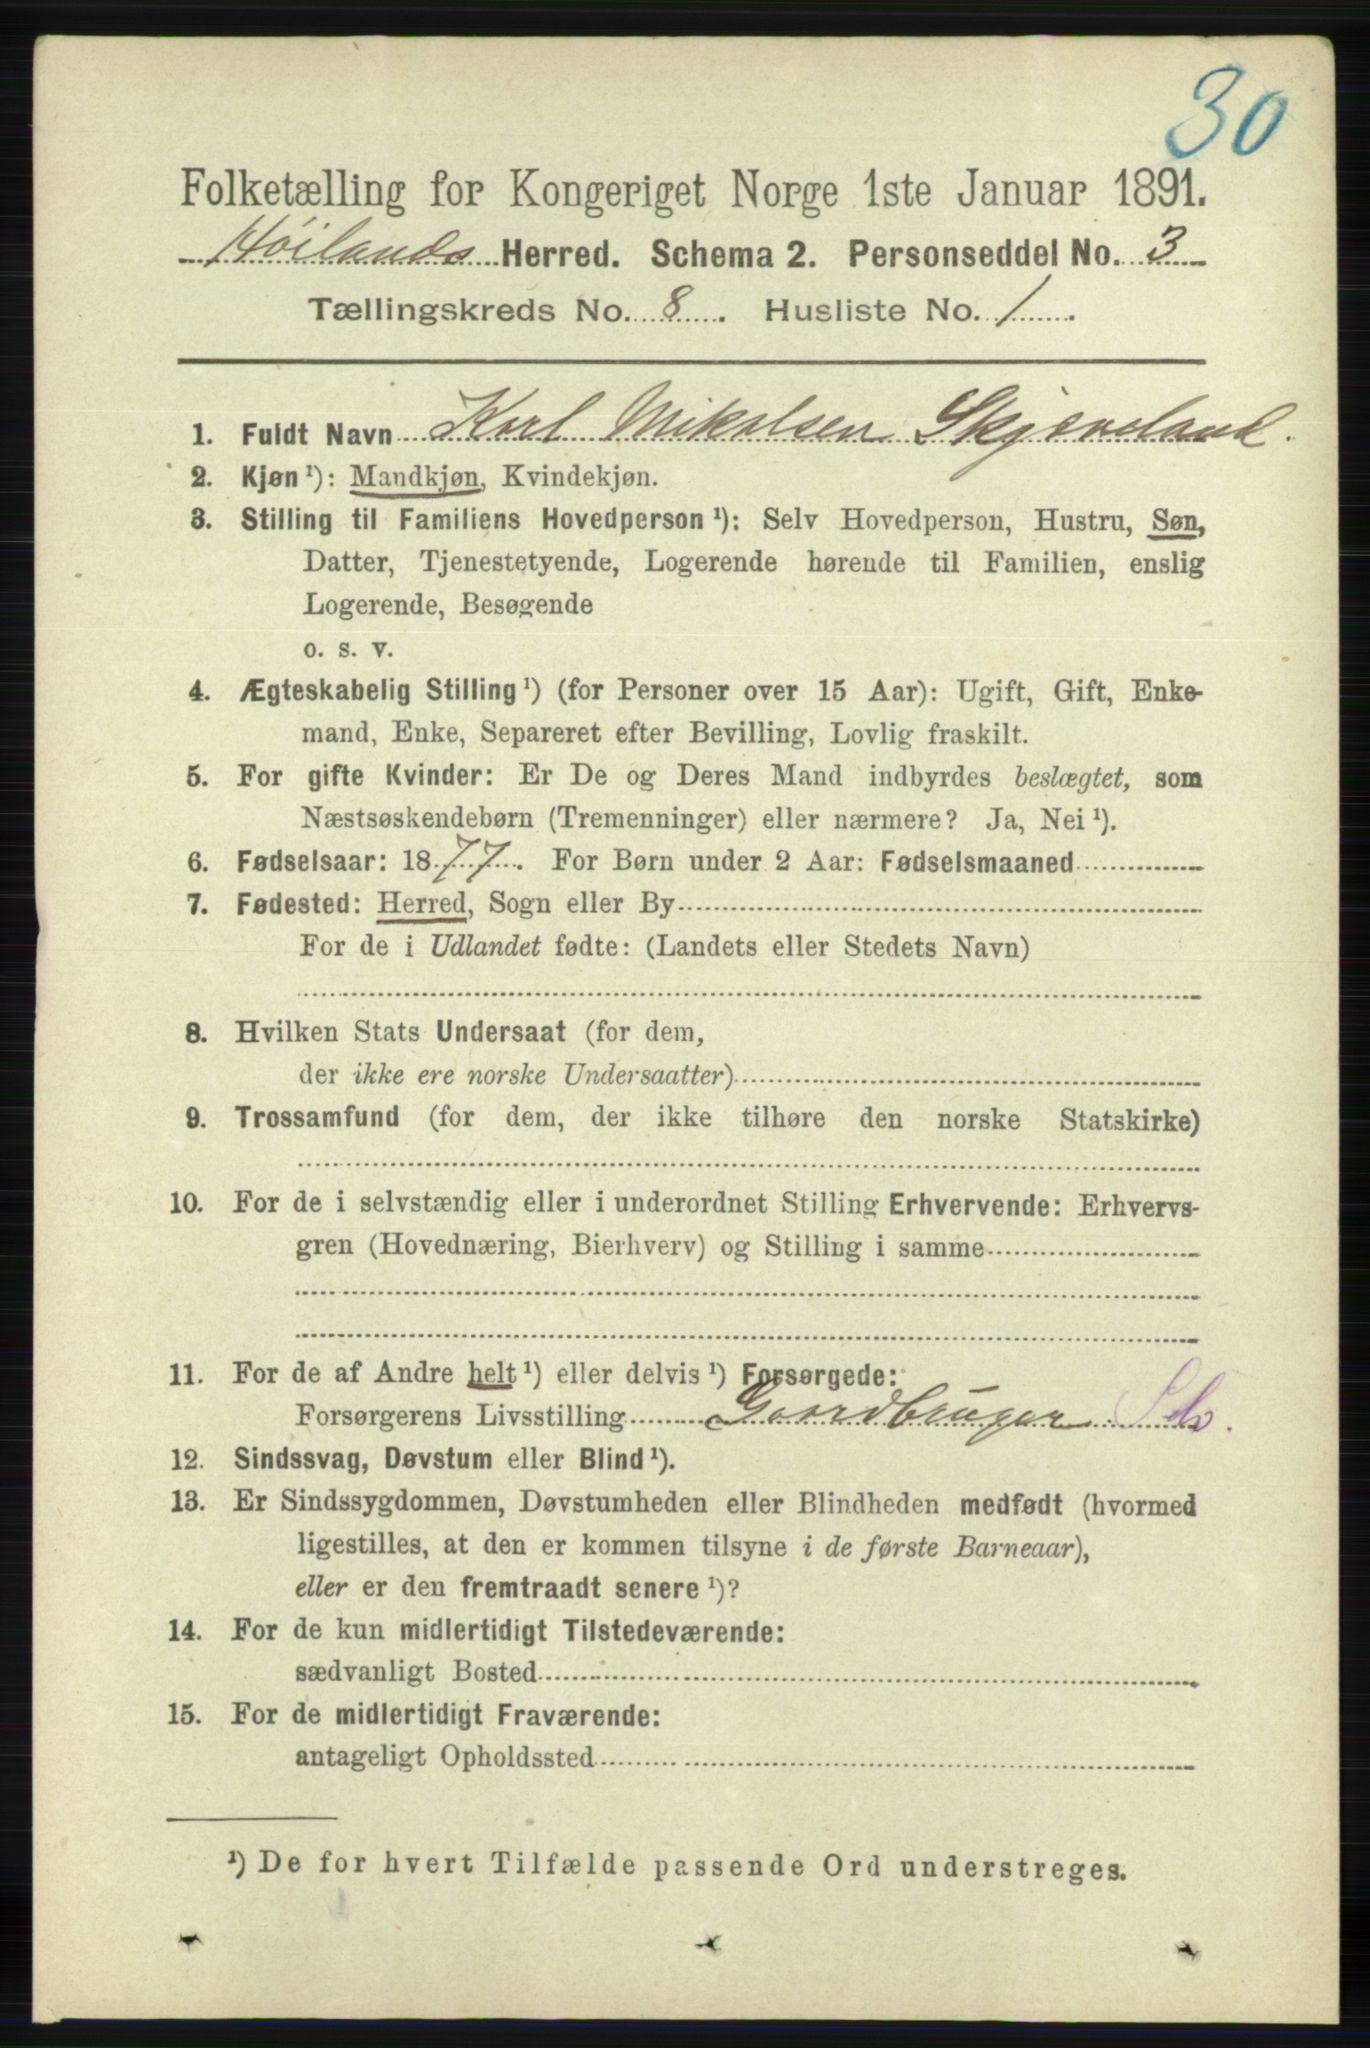 30
Folketælling for Kongeriget Norge 1ste Januar 1891.
Høilands Herred. Schema 2. Personseddel No. 3
Tællingskreds No. 8. Husliste No. 1.
1. Fuldt Navn Karl Mikalsen Skjæveland.
2. Kjøn ¹): Mandkjøn, Kvindekjøn.
3. Stilling til Familiens Hovedperson ¹): Selv Hovedperson, Hustru, Søn,
Datter, Tjenestetyende, Logerende hørende til Familien, enslig
Logerende, Besøgende
o. s. v.
4. Ægteskabelig Stilling ¹) (for Personer over 15 Aar): Ugift, Gift, Enke-
mand, Enke, Separeret efter Bevilling, Lovlig fraskilt.
5. For gifte Kvinder: Er De og Deres Mand indbyrdes beslægtet, som
Næstsøskendebørn (Tremenninger) eller nærmere? Ja, Nei ¹).
6. Fødselsaar: 1877. For Børn under 2 Aar: Fødselsmaaned
7. Fødested: Herred, Sogn eller By
For de i Udlandet fødte: (Landets eller Stedets Navn)
8. Hvilken Stats Undersaat (for dem,
der ikke ere norske Undersaatter)
9. Trossamfund (for dem, der ikke tilhøre den norske Statskirke)
10. For de i selvstændig eller i underordnet Stilling Erhvervende: Erhvervs-
gren (Hovednæring, Bierhverv) og Stilling i samme
11. For de af Andre helt ¹) eller delvis ¹) Forsørgede:
Forsørgerens Livsstilling Gaardbruger Selv.
12. Sindssvag, Døvstum eller Blind ¹).
13. Er Sindssygdommen, Døvstumheden eller Blindheden medfødt (hvormed
ligestilles, at den er kommen tilsyne i de første Barneaar),
eller er den fremtraadt senere ¹)?
14. For de kun midlertidigt Tilstedeværende:
sædvanligt Bosted
15. For de midlertidigt Fraværende:
antageligt Opholdssted
¹) De for hvert Tilfælde passende Ord understreges.